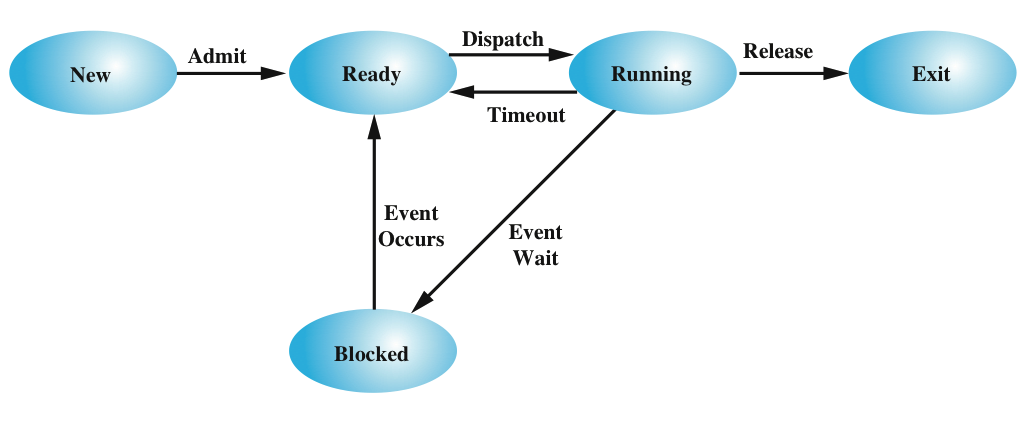 New
Admit
Ready
Dispatch
Timeout
Running
Release
Exit
Event
Occurs
Event
Wait
Blocked